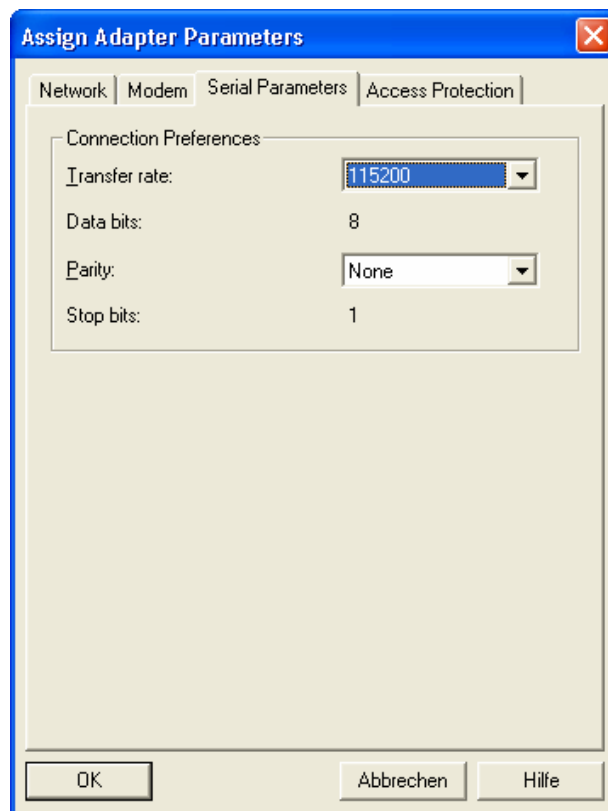 Assign Adapter Parameters
Network Modem Serial Parameters Access Protection
Connection Preferences
Transfer rate: 115200
Data bits: 8
Parity: None
Stop bits: 1
OK Abbrechen Hilfe